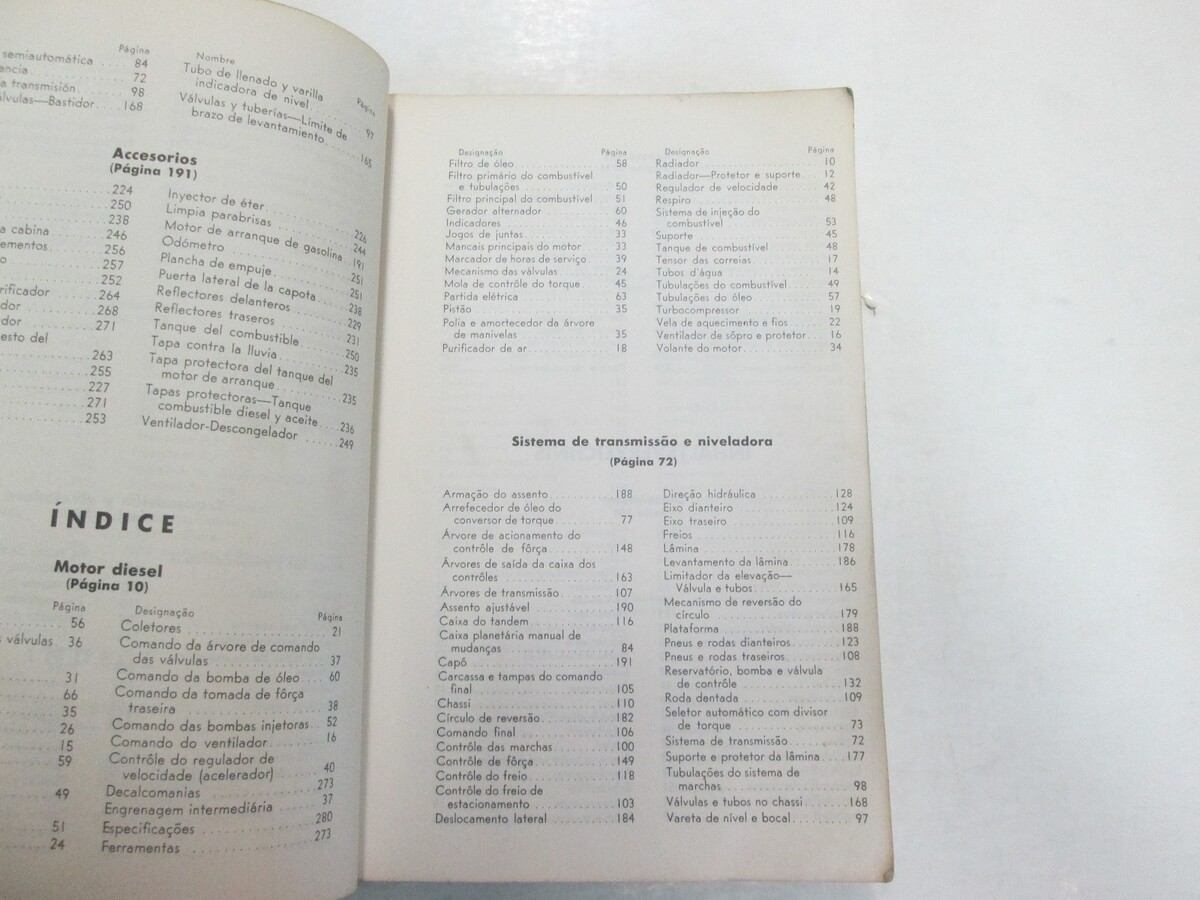 Página
semiautomática 84
72
transmisión 98
Bastidor 168
Nombre
Página
Tubo de llenado y varilla
indicadora de nivel 97
Válvulas y tuberías—Límite de
brazo de levantamiento 165
Accesorios
(Página 191)
224
250
238
cabina 246
256
257
252
264
268
271
263
255
227
271
253
Inyector de éter 226
Limpia parabrisas 244
Motor de arranque de gasolina 191
Odómetro 251
Plancha de empuje 251
Puerta lateral de la capota 238
Reflectores delanteros 229
Reflectores traseros 231
Tanque del combustible 250
Tapa contra la lluvia 235
Tapa protectora del tanque del
motor de arranque 235
Tapas protectoras—Tanque
combustible diesel y aceite 236
Ventilador-Descongelador 249
ÍNDICE
Motor diesel
(Página 10)
Página
56
válvulas 36
31
66
35
26
15
59
49
51
24
Designação
Página
Coletores 21
Comando da árvore de comando
das válvulas 37
Comando da bomba de óleo 60
Comando da tomada de fôrça
traseira 38
Comando das bombas injetoras 52
Comando do ventilador 16
Contrôle do regulador de
velocidade (acelerador) 40
Decalcomanias 273
Engrenagem intermediária 37
Especificações 280
Ferramentas 273
Designação Página
Filtro de óleo 58
Filtro primário do combustível
e tubulações 50
Filtro principal do combustível 51
Gerador alternador 60
Indicadores 46
Jogos de juntas 33
Mancais principais do motor 33
Marcador de horas de serviço 39
Mecanismo das válvulas 24
Mola de contrôle do torque 45
Partida elétrica 63
Pistão 35
Polia e amortecedor da árvore
de manivelas 35
Purificador de ar 18
Designação Página
Radiador 10
Radiador—Protetor e suporte 12
Regulador de velocidade 42
Respiro 48
Sistema de injeção do
combustível 53
Suporte 45
Tanque de combustível 48
Tensor das correias 17
Tubos d'água 14
Tubulações do combustível 49
Tubulações do óleo 57
Turbocompressor 19
Vela de aquecimento e fios 22
Ventilador de sôpro e protetor 16
Volante do motor 34
Sistema de transmissão e niveladora
(Página 72)
Armação do assento 188
Arrefecedor de óleo do
conversor de torque 77
Árvore de acionamento do
contrôle de fôrça 148
Árvores de saída da caixa dos
contrôles 163
Árvores de transmissão 107
Assento ajustável 190
Caixa do tandem 116
Caixa planetária manual de
mudanças 84
Capô 191
Carcassa e tampas do comando
final 105
Chassi 110
Círculo de reversão 182
Comando final 106
Contrôle das marchas 100
Contrôle de fôrça 149
Contrôle do freio 118
Contrôle do freio de
estacionamento 103
Deslocamento lateral 184
Direção hidráulica 128
Eixo dianteiro 124
Eixo traseiro 109
Freios 116
Lâmina 178
Levantamento da lâmina 186
Limitador da elevação—
Válvula e tubos 165
Mecanismo de reversão do
círculo 179
Plataforma 188
Pneus e rodas dianteiros 123
Pneus e rodas traseiros 108
Reservatório, bomba e válvula
de contrôle 132
Roda dentada 109
Seletor automático com divisor
de torque 73
Sistema de transmissão 72
Suporte e protetor da lâmina 177
Tubulações do sistema de
marchas 98
Válvulas e tubos no chassi 168
Vareta de nível e bocal 97